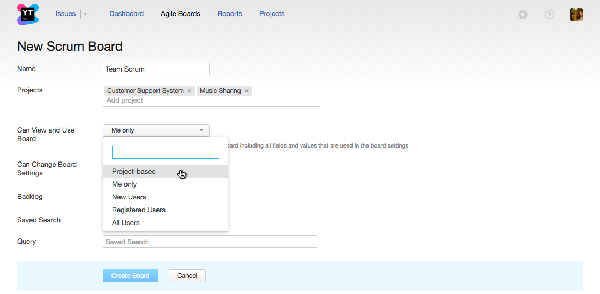 YT
Issues Dashboard Agile Boards Reports Projects
New Scrum Board
Name Team Scrum
Projects Customer Support System × Music Sharing ×
Add project
Can View and Use Board Me only
including all fields and values that are used in the board settings
Can Change Board Settings
Project-based
Me only
Backlog
New Users
Registered Users
Saved Search
All Users
Query Saved Search
Create Board Cancel